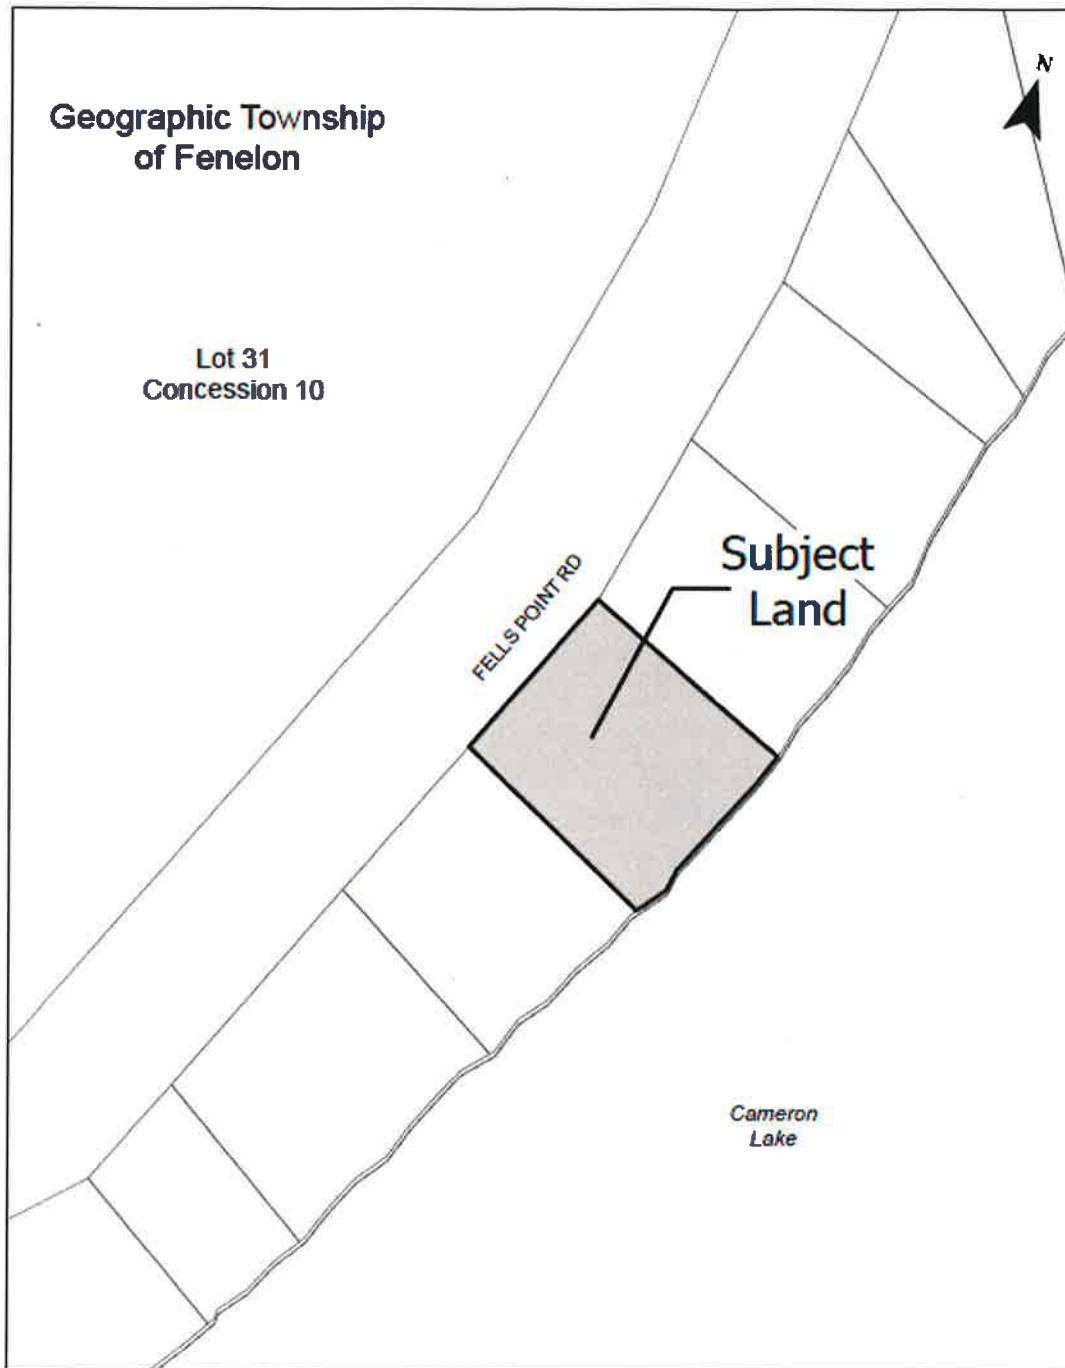 Geographic Township
of Fenelon
N
Lot 31
Concession 10
FELLS POINT RD
Subject
Land
Cameron
Lake